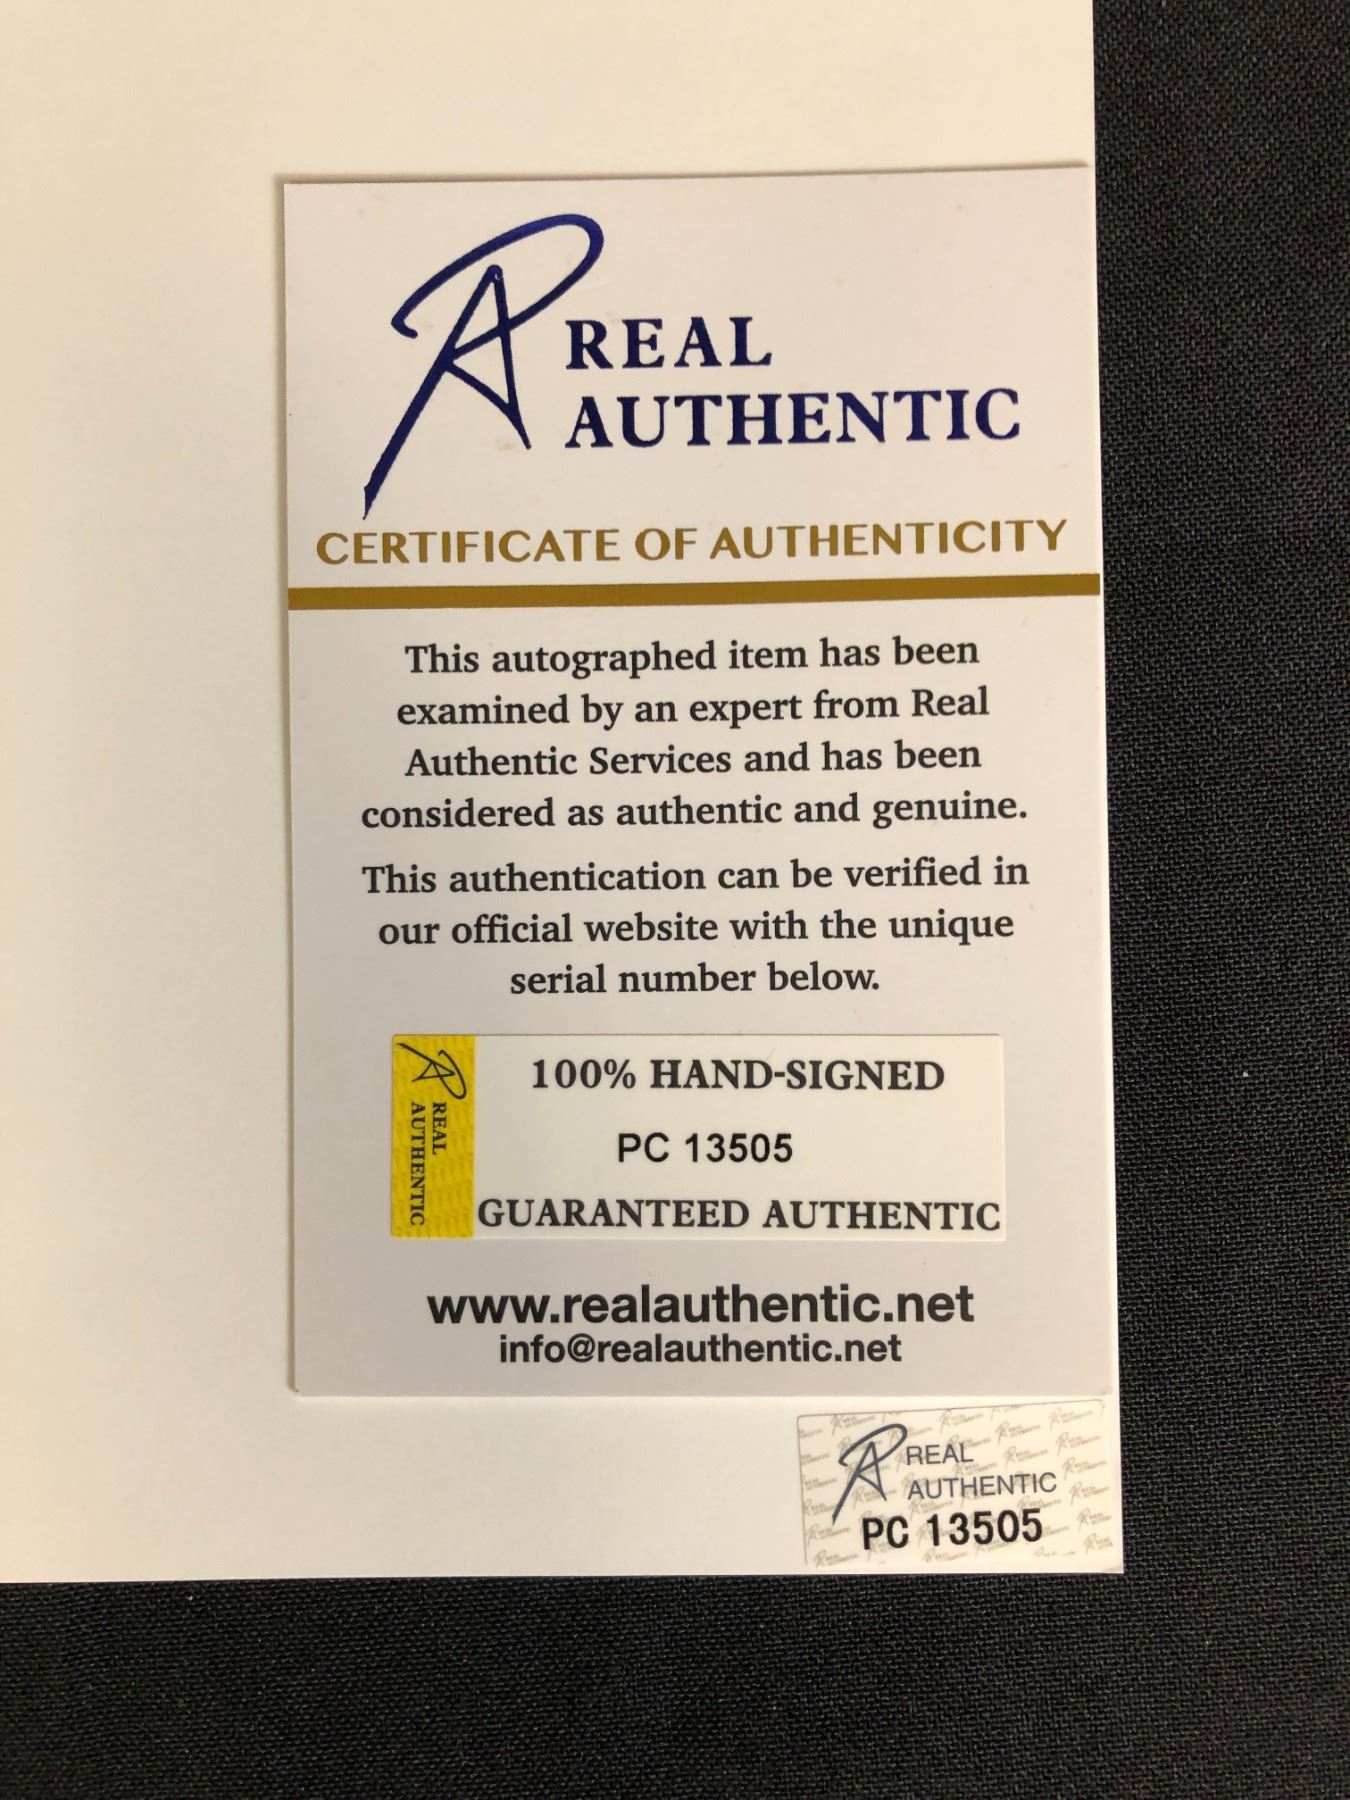 REAL
AUTHENTIC
CERTIFICATE OF AUTHENTICITY
This autographed item has been
examined by an expert from Real
Authentic Services and has been
considered as authentic and genuine.
This authentication can be verified in
our official website with the unique
serial number below.
REAL
AUTHENTIC
100% HAND-SIGNED
PC 13505
GUARANTEED AUTHENTIC
www.realauthentic.net
info@realauthentic.net
REAL
AUTHENTIC
PC 13505